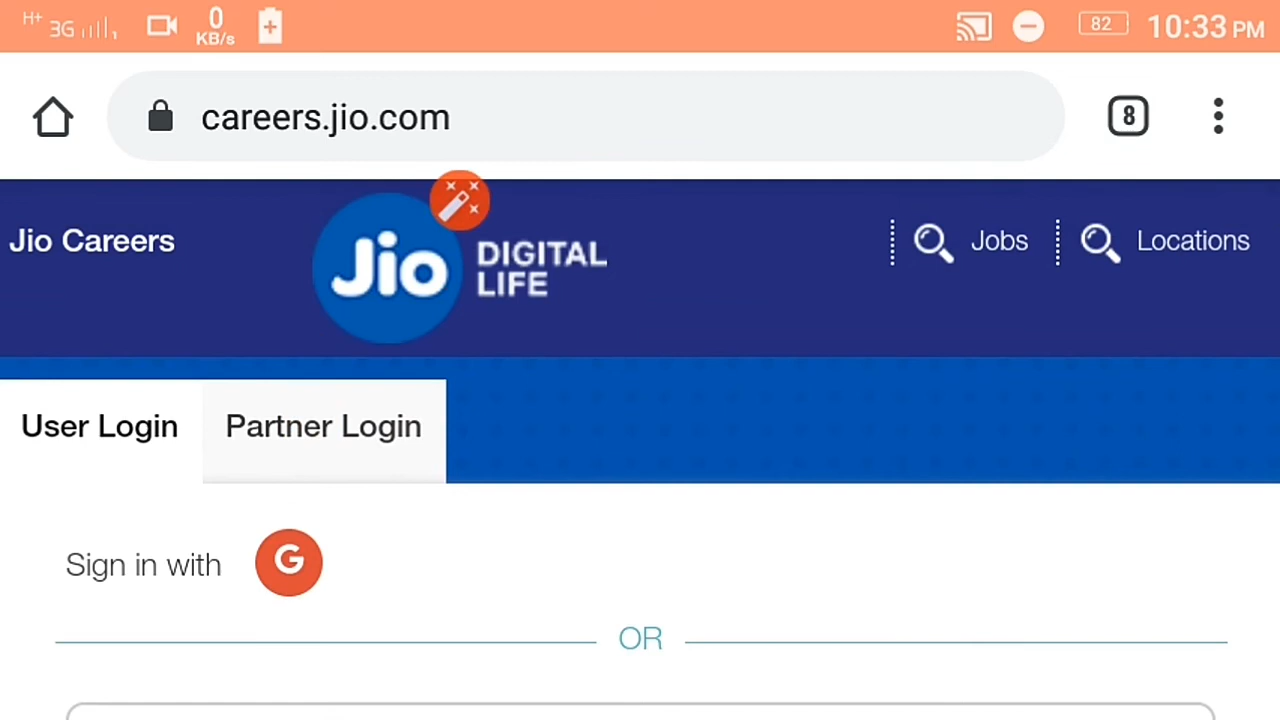 H+ 3G 0 KB/s 82 10:33 PM
careers.jio.com 8
Jio Careers Jio DIGITAL LIFE Jobs Locations
User Login Partner Login
Sign in with G
OR